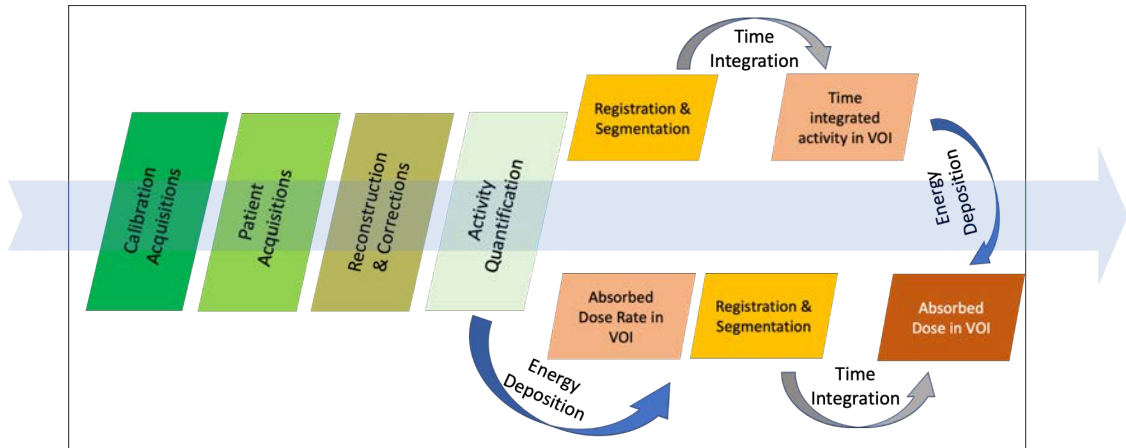 Calibration
Acquisitions
Patient
Acquisitions
Reconstruction
& Corrections
Activity
Quantification
Registration &
Segmentation
Time
Integration
Time
integrated
activity in VOI
Energy
Deposition
Energy
Deposition
Absorbed
Dose Rate in
VOI
Registration &
Segmentation
Time
Integration
Absorbed
Dose in VOI